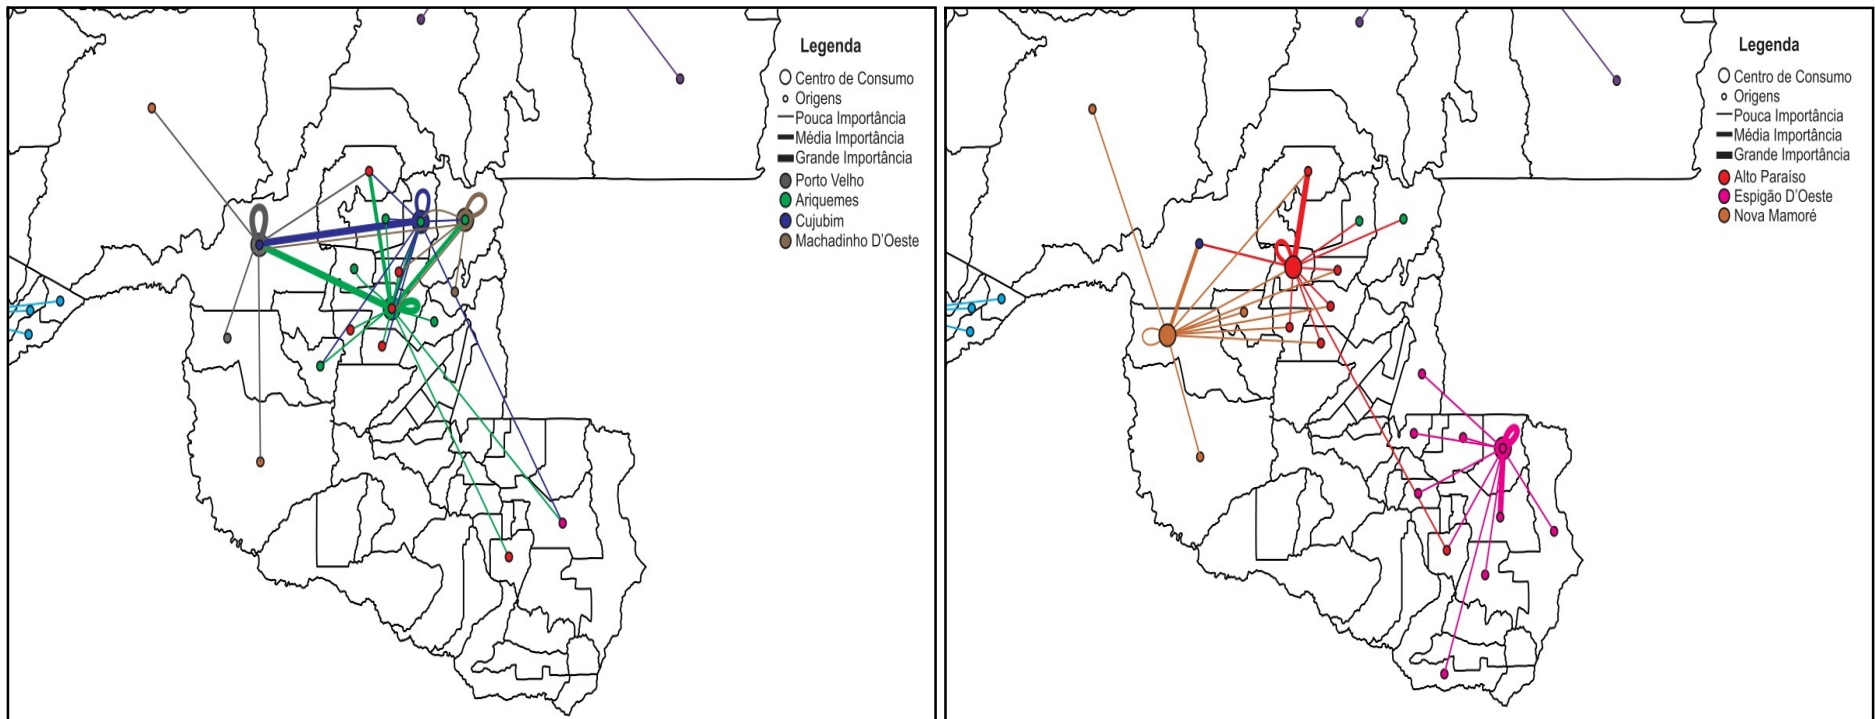 Legenda
Centro de Consumo
Origens
Pouca Importância
Média Importância
Grande Importância
Porto Velho
Ariquemes
Cujubim
Machadinho D'Oeste
Legenda
Centro de Consumo
Origens
Pouca Importância
Média Importância
Grande Importância
Alto Paraíso
Espigão D'Oeste
Nova Mamoré